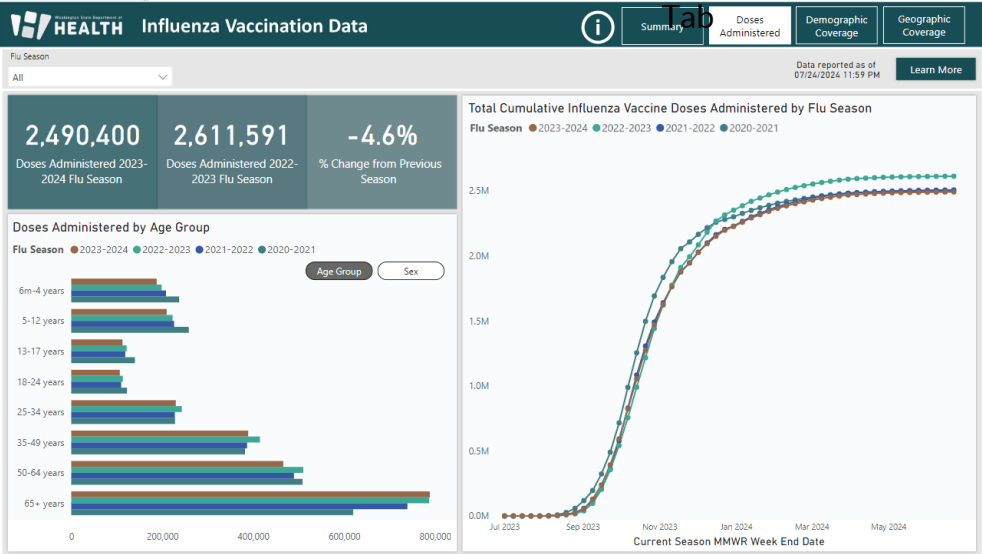 Washington State Department of
HEALTH
Influenza Vaccination Data
i
Summary
Tab
Doses
Administered
Demographic
Coverage
Geographic
Coverage
Flu Season
All
Data reported as of
07/24/2024 11:59 PM
Learn More
2,490,400
Doses Administered 2023-
2024 Flu Season
2,611,591
Doses Administered 2022-
2023 Flu Season
-4.6%
% Change from Previous
Season
Doses Administered by Age Group
Flu Season 2023-2024 2022-2023 2021-2022 2020-2021
Age Group Sex
6m-4 years
5-12 years
13-17 years
18-24 years
25-34 years
35-49 years
50-64 years
65+ years
0 200,000 400,000 600,000 800,000
Total Cumulative Influenza Vaccine Doses Administered by Flu Season
Flu Season 2023-2024 2022-2023 2021-2022 2020-2021
2.5M
2.0M
1.5M
1.0M
0.5M
0.0M
Jul 2023 Sep 2023 Nov 2023 Jan 2024 Mar 2024 May 2024
Current Season MMWR Week End Date